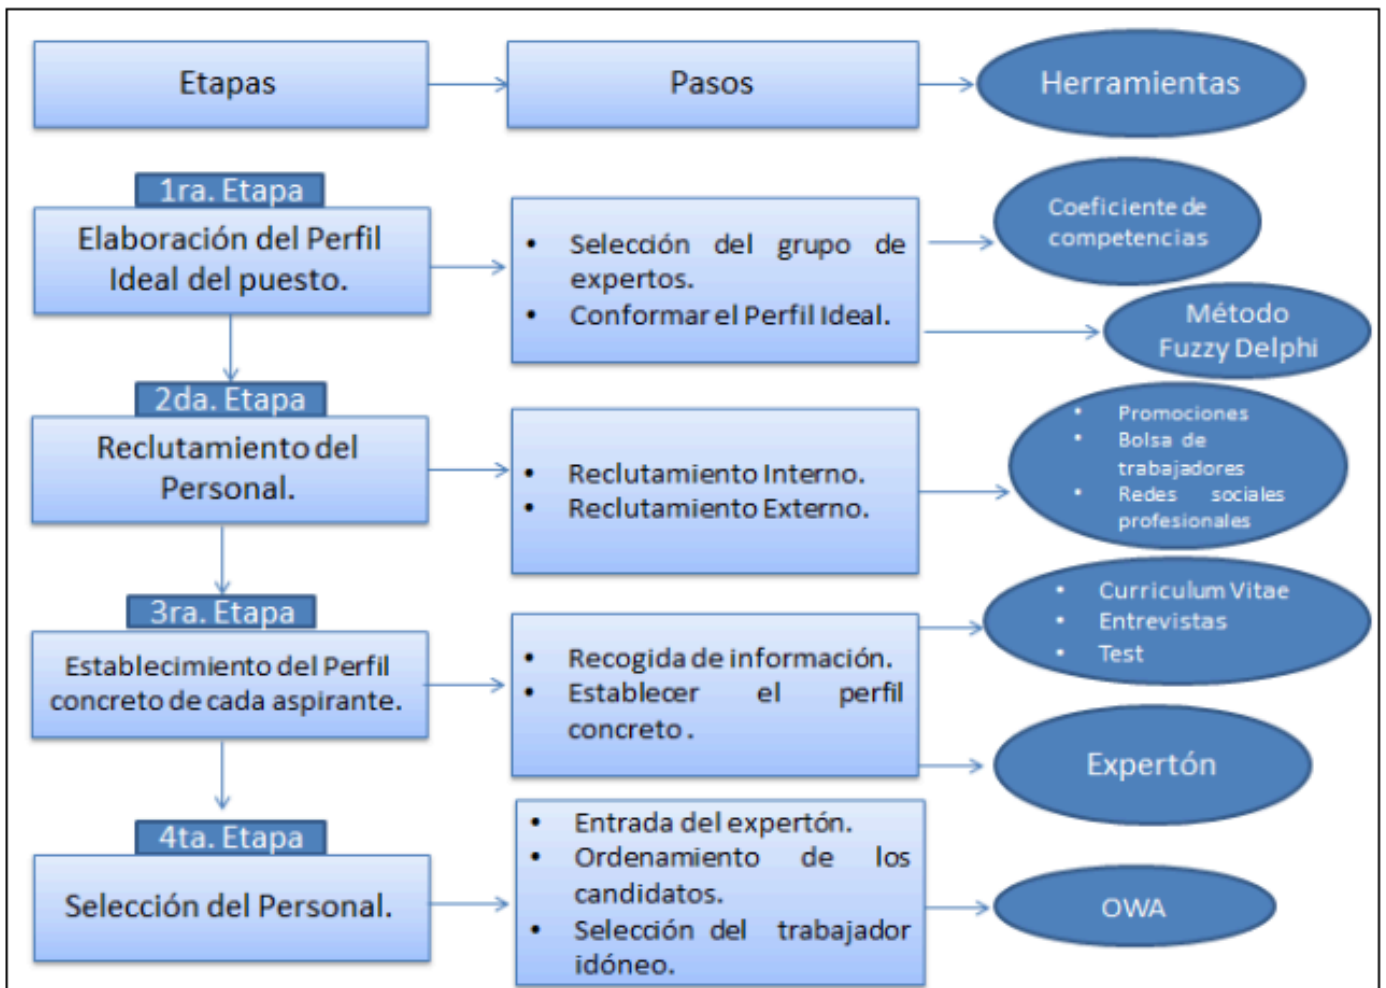 Etapas
Pasos
Herramientas
1ra. Etapa
Elaboración del Perfil
Ideal del puesto.
• Selección del grupo de
expertos.
• Conformar el Perfil Ideal.
Coeficiente de
competencias
Método
Fuzzy Delphi
2da. Etapa
Reclutamiento del
Personal.
• Reclutamiento Interno.
• Reclutamiento Externo.
• Promociones
• Bolsa de
trabajadores
• Redes sociales
profesionales
3ra. Etapa
Establecimiento del Perfil
concreto de cada aspirante.
• Recogida de información.
• Establecer el perfil
concreto .
• Curriculum Vitae
• Entrevistas
• Test
Expertón
4ta. Etapa
Selección del Personal.
• Entrada del expertón.
• Ordenamiento de los
candidatos.
• Selección del trabajador
idóneo.
OWA